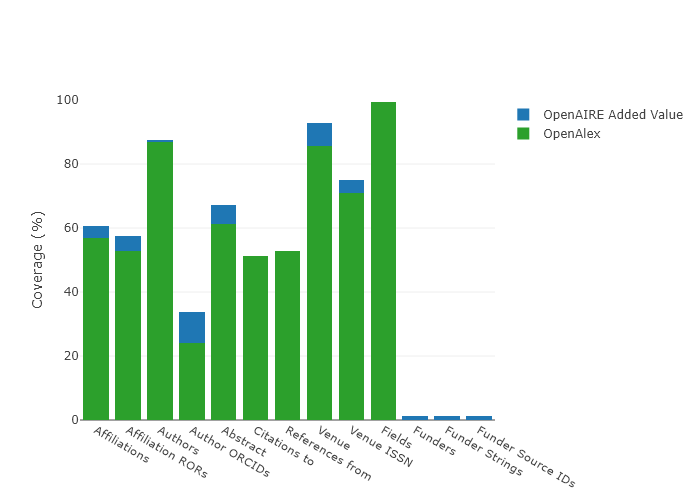 100
80
60
40
20
0
Coverage (%)
OpenAIRE Added Value
OpenAlex
Affiliations
Affiliation RORs
Authors
Author ORCIDs
Abstract
Citations to
References from
Venue
Venue ISSN
Fields
Funders
Funder Strings
Funder Source IDs